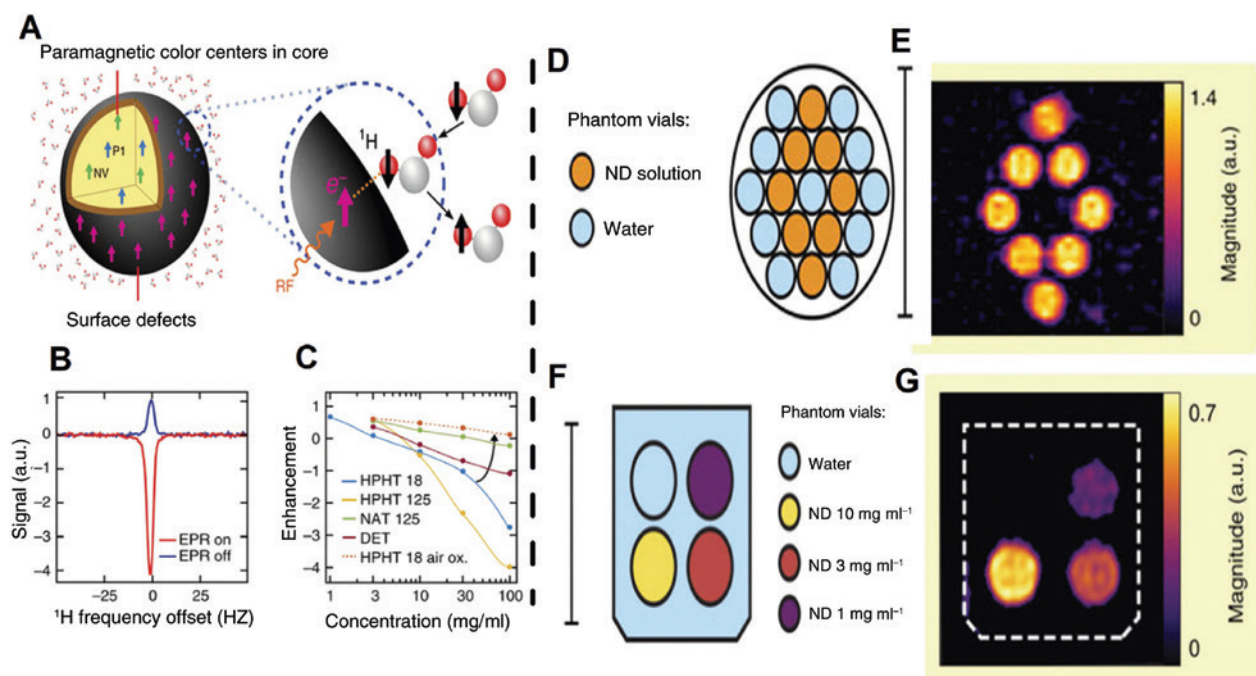 A
Paramagnetic color centers in core
P1
NV
Surface defects
¹H
e⁻
RF
B
Signal (a.u.)
1
0
−1
−2
−3
−4
EPR on
EPR off
−25
0
25
¹H frequency offset (HZ)
C
Enhancement
1
0
−1
−2
−3
−4
HPHT 18
HPHT 125
NAT 125
DET
HPHT 18 air ox.
1
3
10
30
100
Concentration (mg/ml)
D
Phantom vials:
ND solution
Water
E
1.4
Magnitude (a.u.)
0
F
Phantom vials:
Water
ND 10 mg ml⁻¹
ND 3 mg ml⁻¹
ND 1 mg ml⁻¹
G
0.7
Magnitude (a.u.)
0